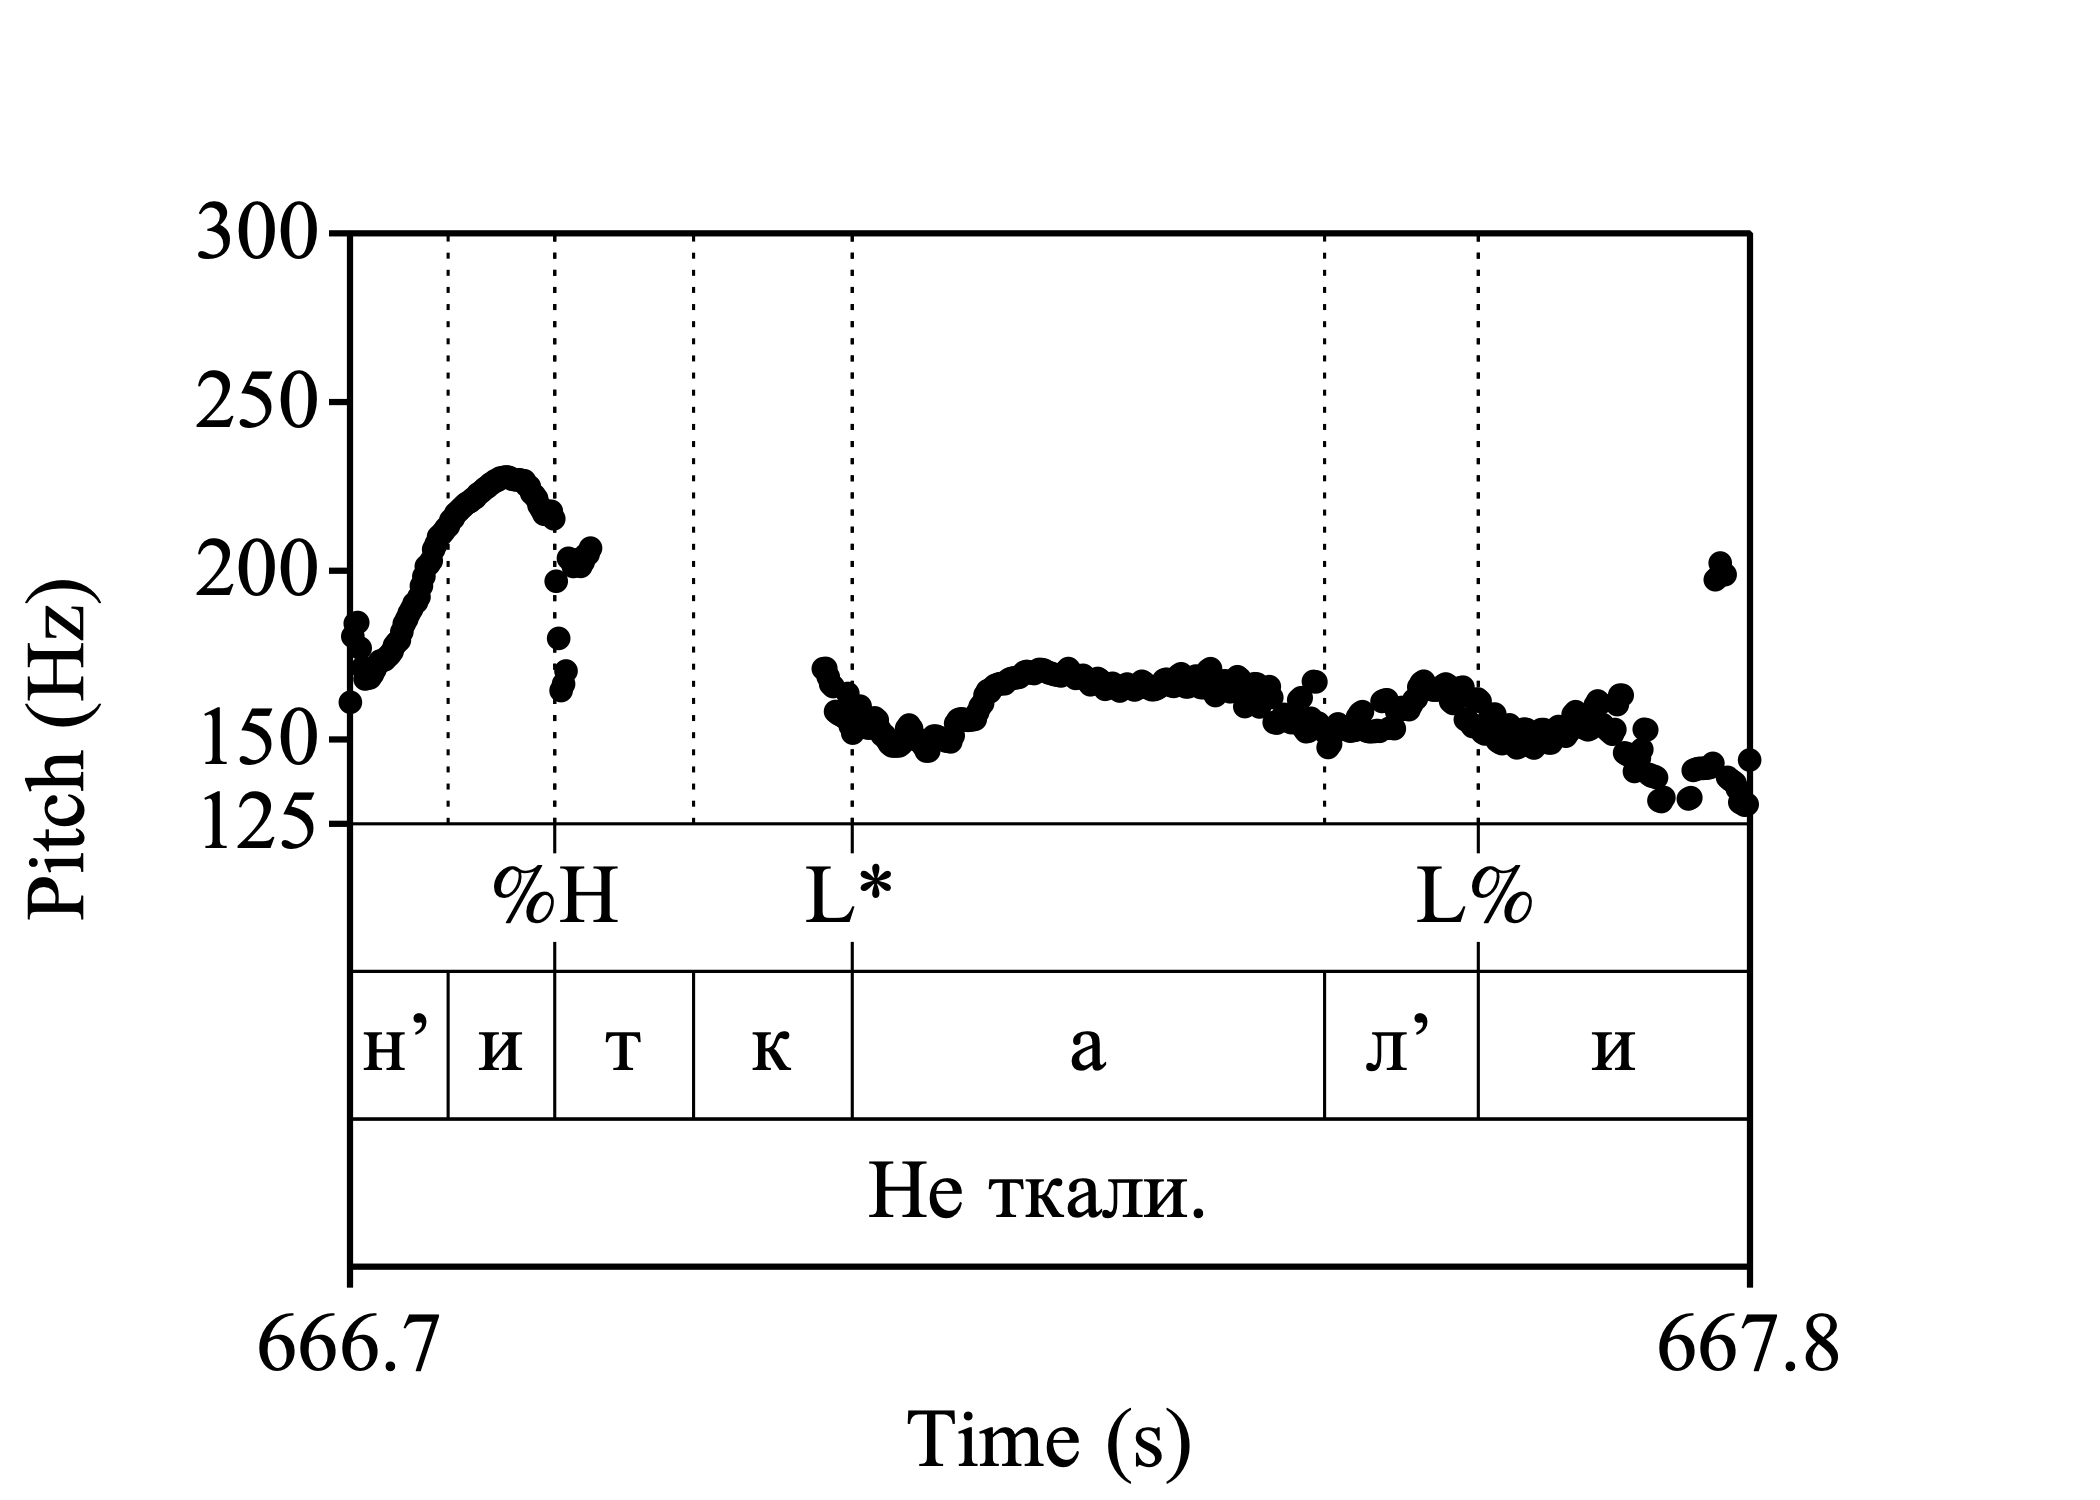 300
250
200
150
125
Pitch (Hz)
%H L* L%
н’ и т к а л’ и
Не ткали.
666.7 667.8
Time (s)